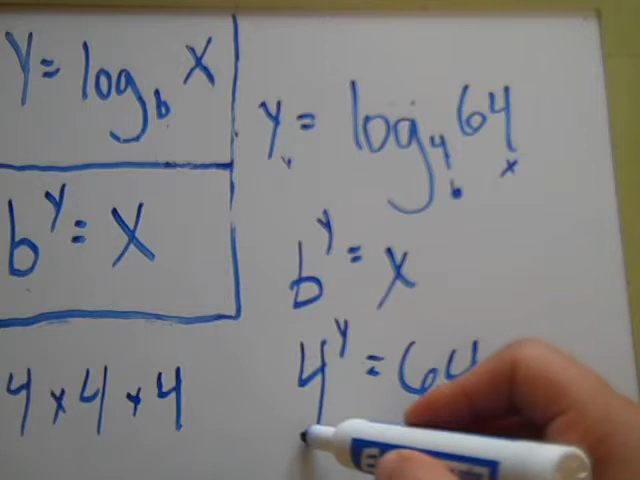 y = log_b x
b^y = x
4 x 4 x 4
y = log_4 64
y b x
b^y = x
4^y = 64
E